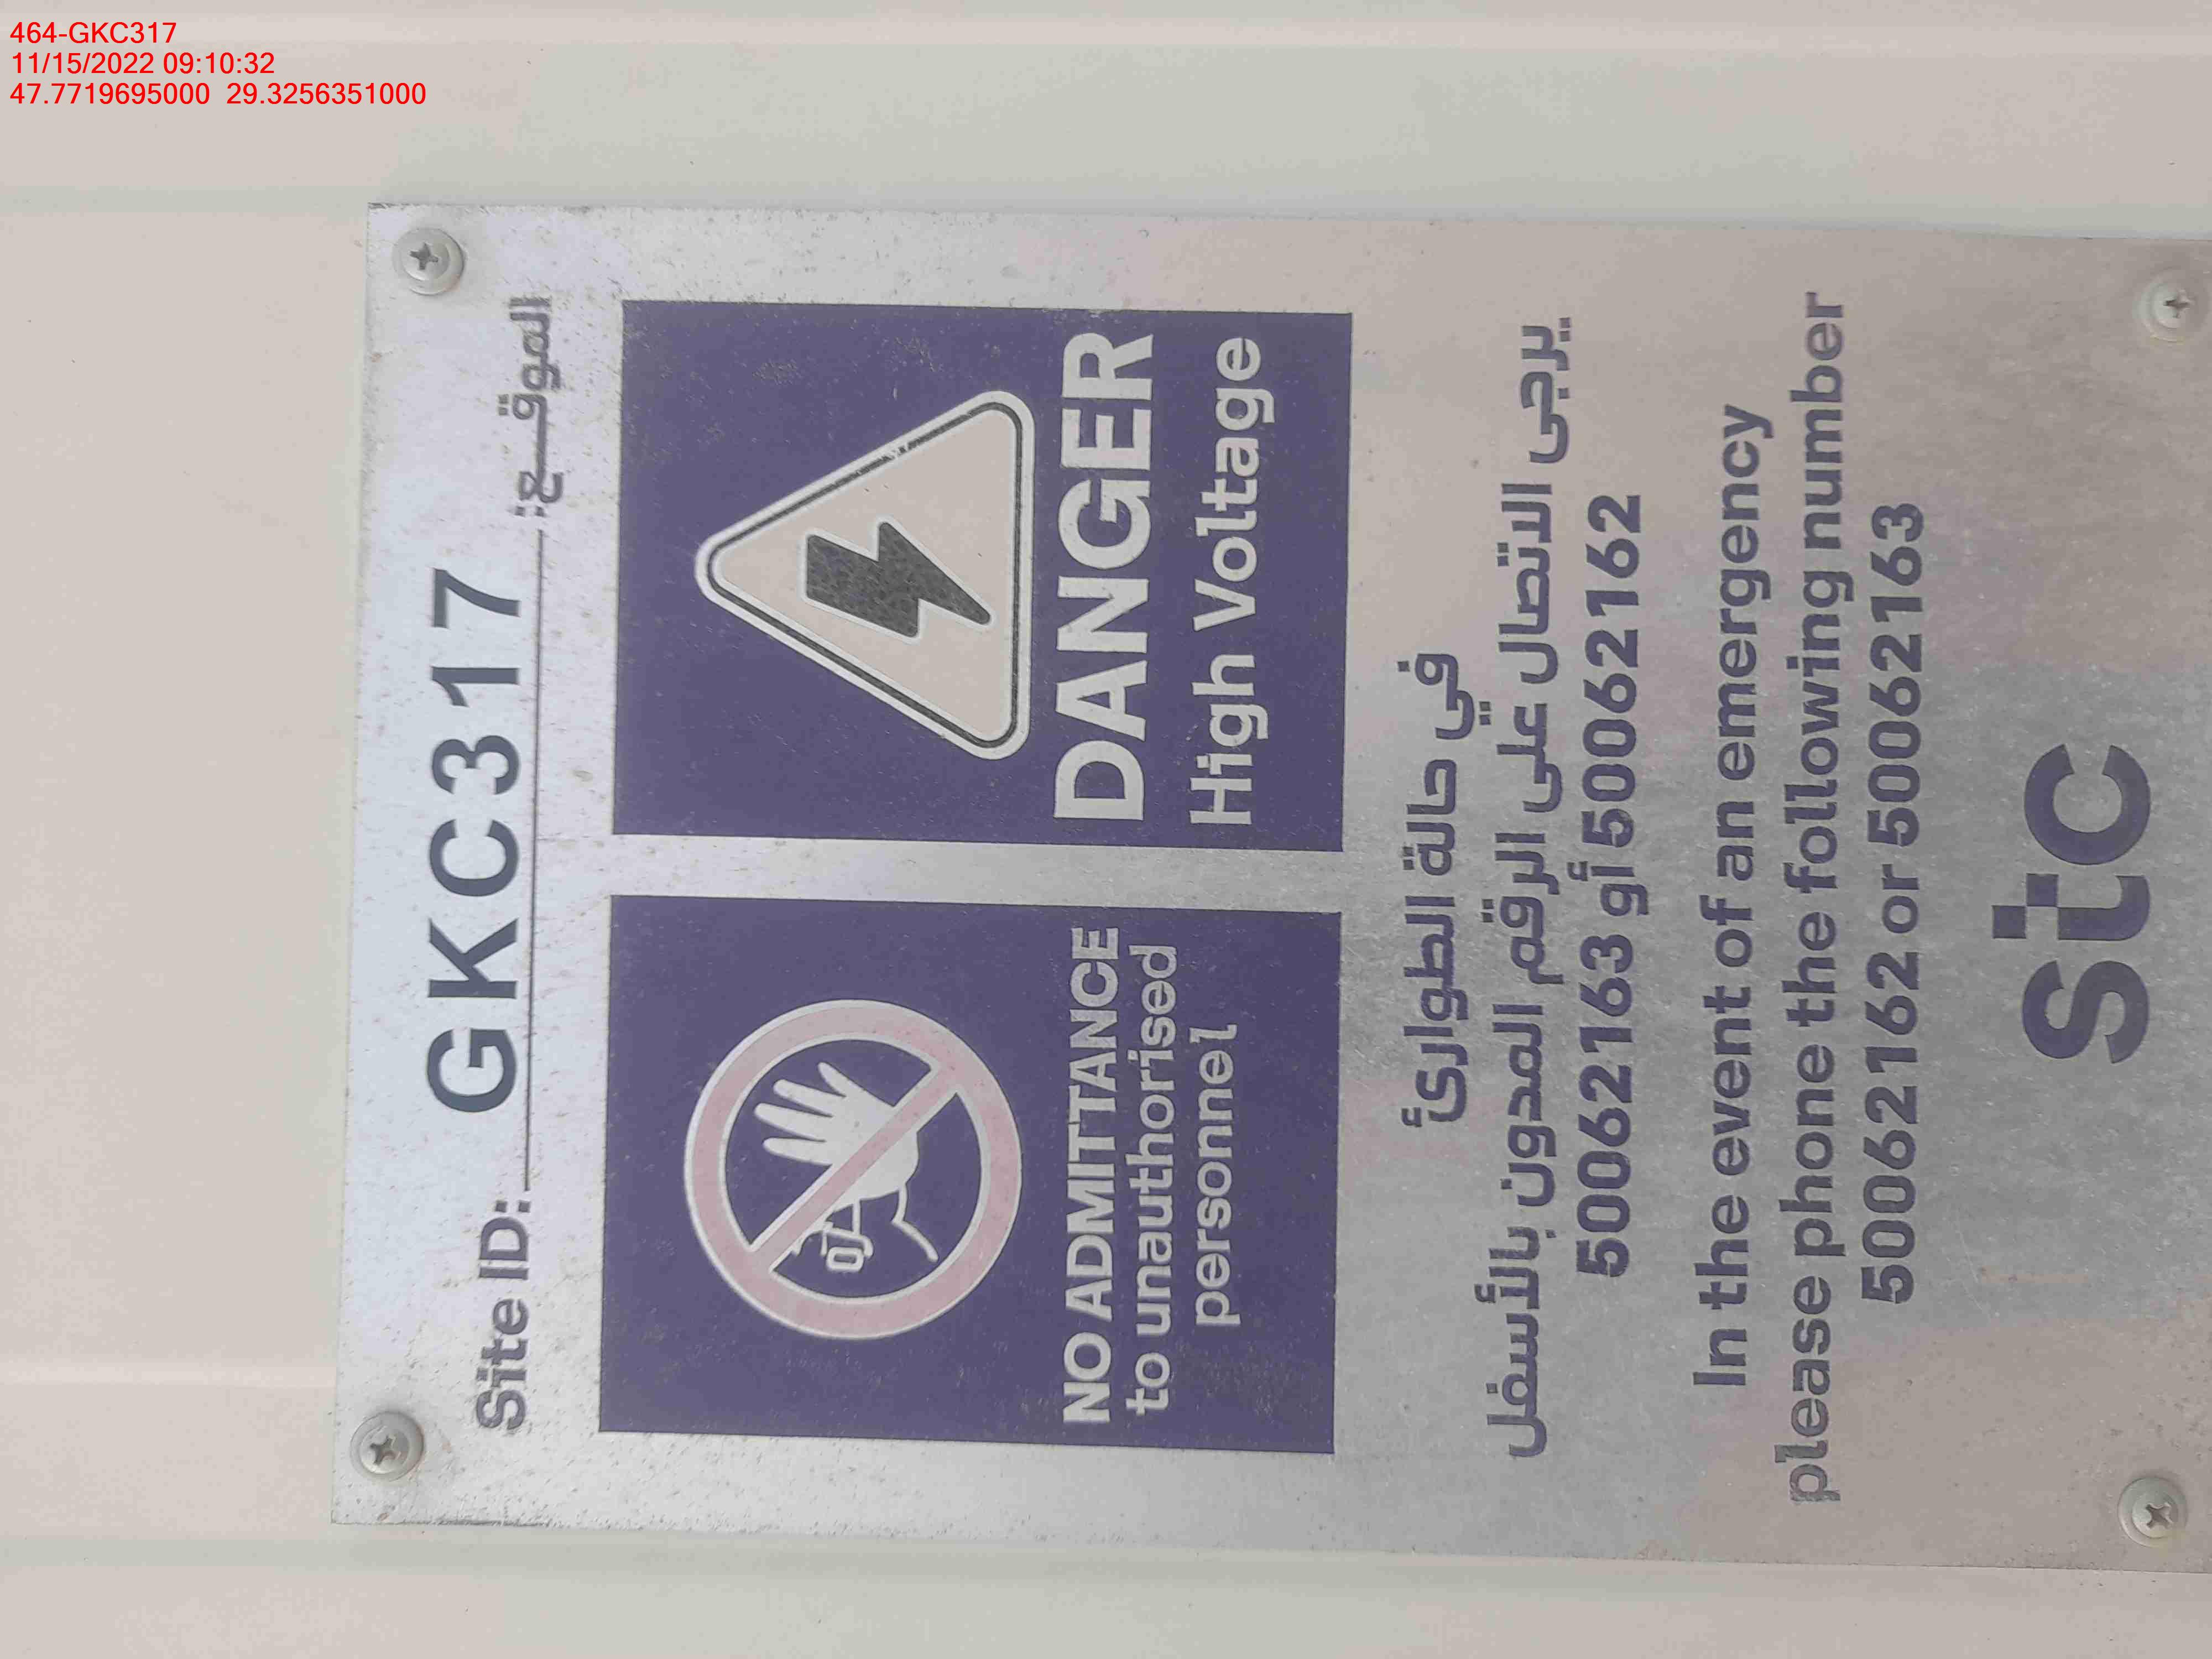 464-GKC317
11/15/2022 09:10:32
47.7719695000 29.3256351000
Site ID: GKC317 الموقـــع:
NO ADMITTANCE
to unauthorised
personnel
DANGER
High Voltage
في حالة الطوارئ
يرجى الاتصال على الرقم المدون بالأسفل
50062163 أو 50062162
In the event of an emergency
please phone the following number
50062162 or 50062163
stc